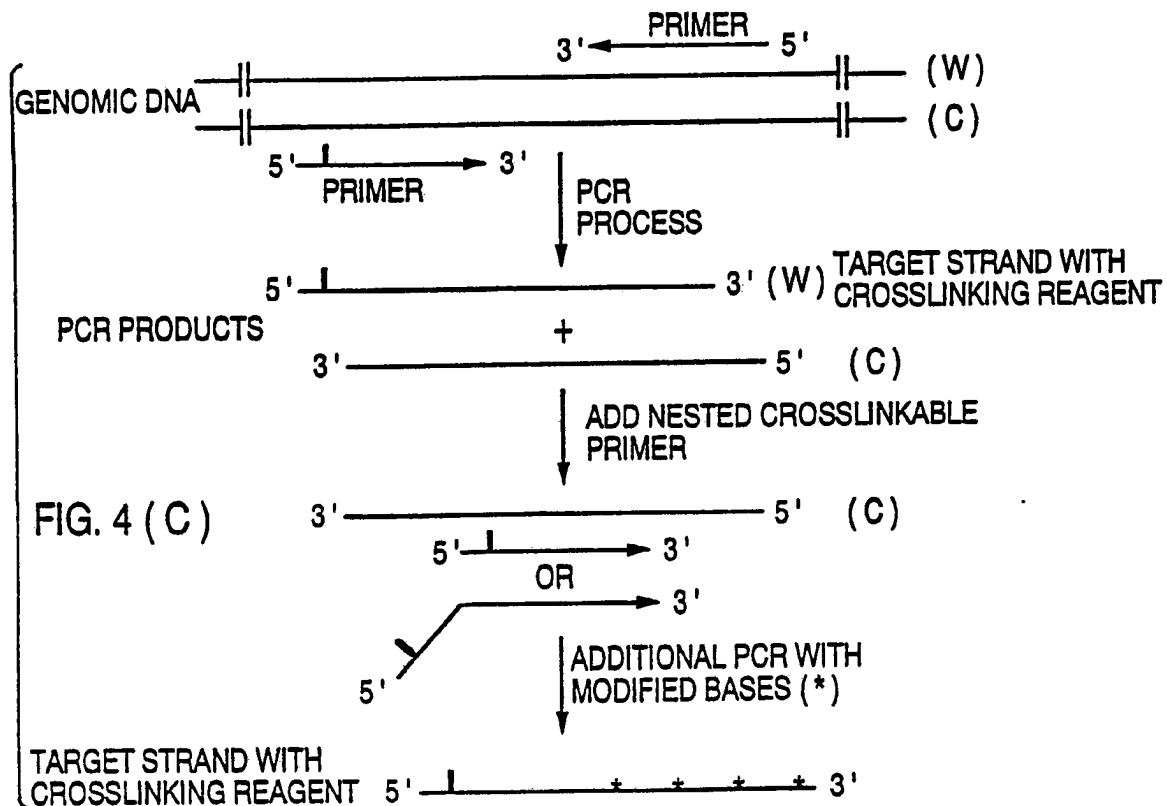 PRIMER
3' 5'
(W)
GENOMIC DNA
(C)
5' 3'
PRIMER
PCR
PROCESS
5' 3' (W) TARGET STRAND WITH
CROSSLINKING REAGENT
PCR PRODUCTS +
3' 5' (C)
ADD NESTED CROSSLINKABLE
PRIMER
FIG. 4 (C)
3' 5' (C)
5' 3'
OR
3'
5'
ADDITIONAL PCR WITH
MODIFIED BASES (*)
TARGET STRAND WITH
CROSSLINKING REAGENT 5' * * * * 3'